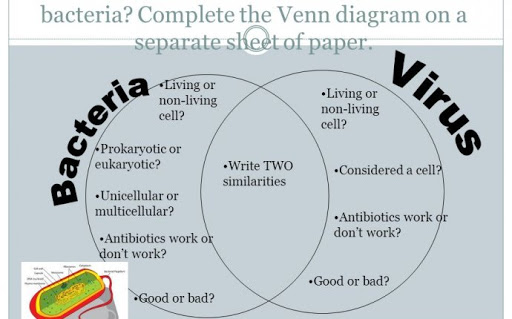 bacteria? Complete the Venn diagram on a
separate sheet of paper.
Bacteria
•Living or
non-living
cell?
•Prokaryotic or
eukaryotic?
•Unicellular or
multicellular?
•Antibiotics work or
don't work?
•Good or bad?
•Write TWO
similarities
Virus
•Living or
non-living
cell?
•Considered a cell?
•Antibiotics work or
don't work?
•Good or bad?